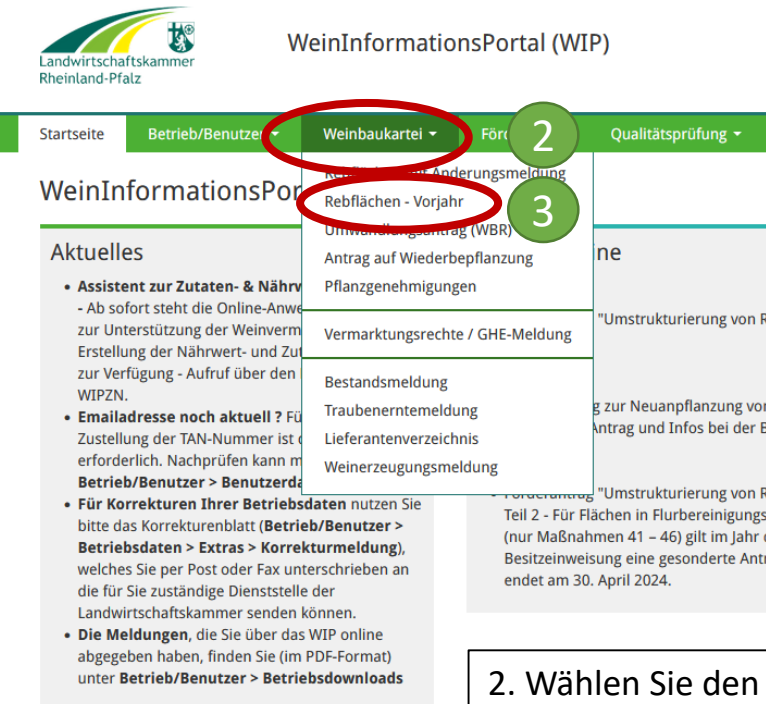 Landwirtschaftskammer
Rheinland-Pfalz
WeinInformationsPortal (WIP)
Startseite
Betrieb/Benutzer
Weinbaukartei
2
Qualitätsprüfung
Änderungsmeldung
Rebflächen - Vorjahr
3
Umwandlungsantrag (WBR)
Antrag auf Wiederbepflanzung
Pflanzgenehmigungen
Vermarktungsrechte / GHE-Meldung
Bestandsmeldung
Traubenerntemeldung
Lieferantenverzeichnis
Weinerzeugungsmeldung
WeinInformationsPor
Aktuelles
• Assistent zur Zutaten- & Nährw
- Ab sofort steht die Online-Anwe
zur Unterstützung der Weinverm
Erstellung der Nährwert- und Zut
zur Verfügung - Aufruf über den
WIPZN.
• Emailadresse noch aktuell ? Fü
Zustellung der TAN-Nummer ist
erforderlich. Nachprüfen kann m
Betrieb/Benutzer > Benutzerda
• Für Korrekturen Ihrer Betriebsdaten nutzen Sie
bitte das Korrekturenblatt (Betrieb/Benutzer >
Betriebsdaten > Extras > Korrekturmeldung),
welches Sie per Post oder Fax unterschrieben an
die für Sie zuständige Dienststelle der
Landwirtschaftskammer senden können.
• Die Meldungen, die Sie über das WIP online
abgegeben haben, finden Sie (im PDF-Format)
unter Betrieb/Benutzer > Betriebsdownloads
ine
"Umstrukturierung von R
g zur Neuanpflanzung von
Antrag und Infos bei der B
• Förderantrag "Umstrukturierung von R
Teil 2 - Für Flächen in Flurbereinigungs
(nur Maßnahmen 41 – 46) gilt im Jahr
Besitzeinweisung eine gesonderte Antr
endet am 30. April 2024.
2. Wählen Sie den